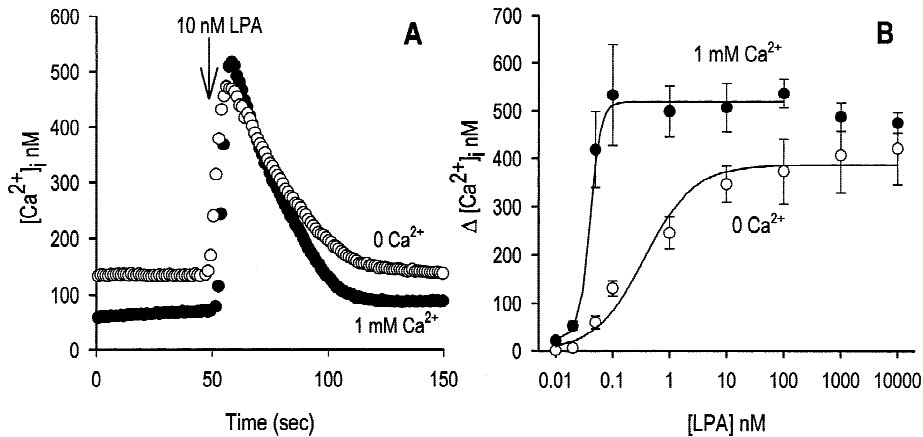 10 nM LPA
A
600
500
400
300
200
100
0
[Ca²⁺]ᵢ nM
0 Ca²⁺
1 mM Ca²⁺
0
50
100
150
Time (sec)
B
1 mM Ca²⁺
0 Ca²⁺
700
600
500
400
300
200
100
0
Δ [Ca²⁺]ᵢ nM
0.01
0.1
1
10
100
1000
10000
[LPA] nM